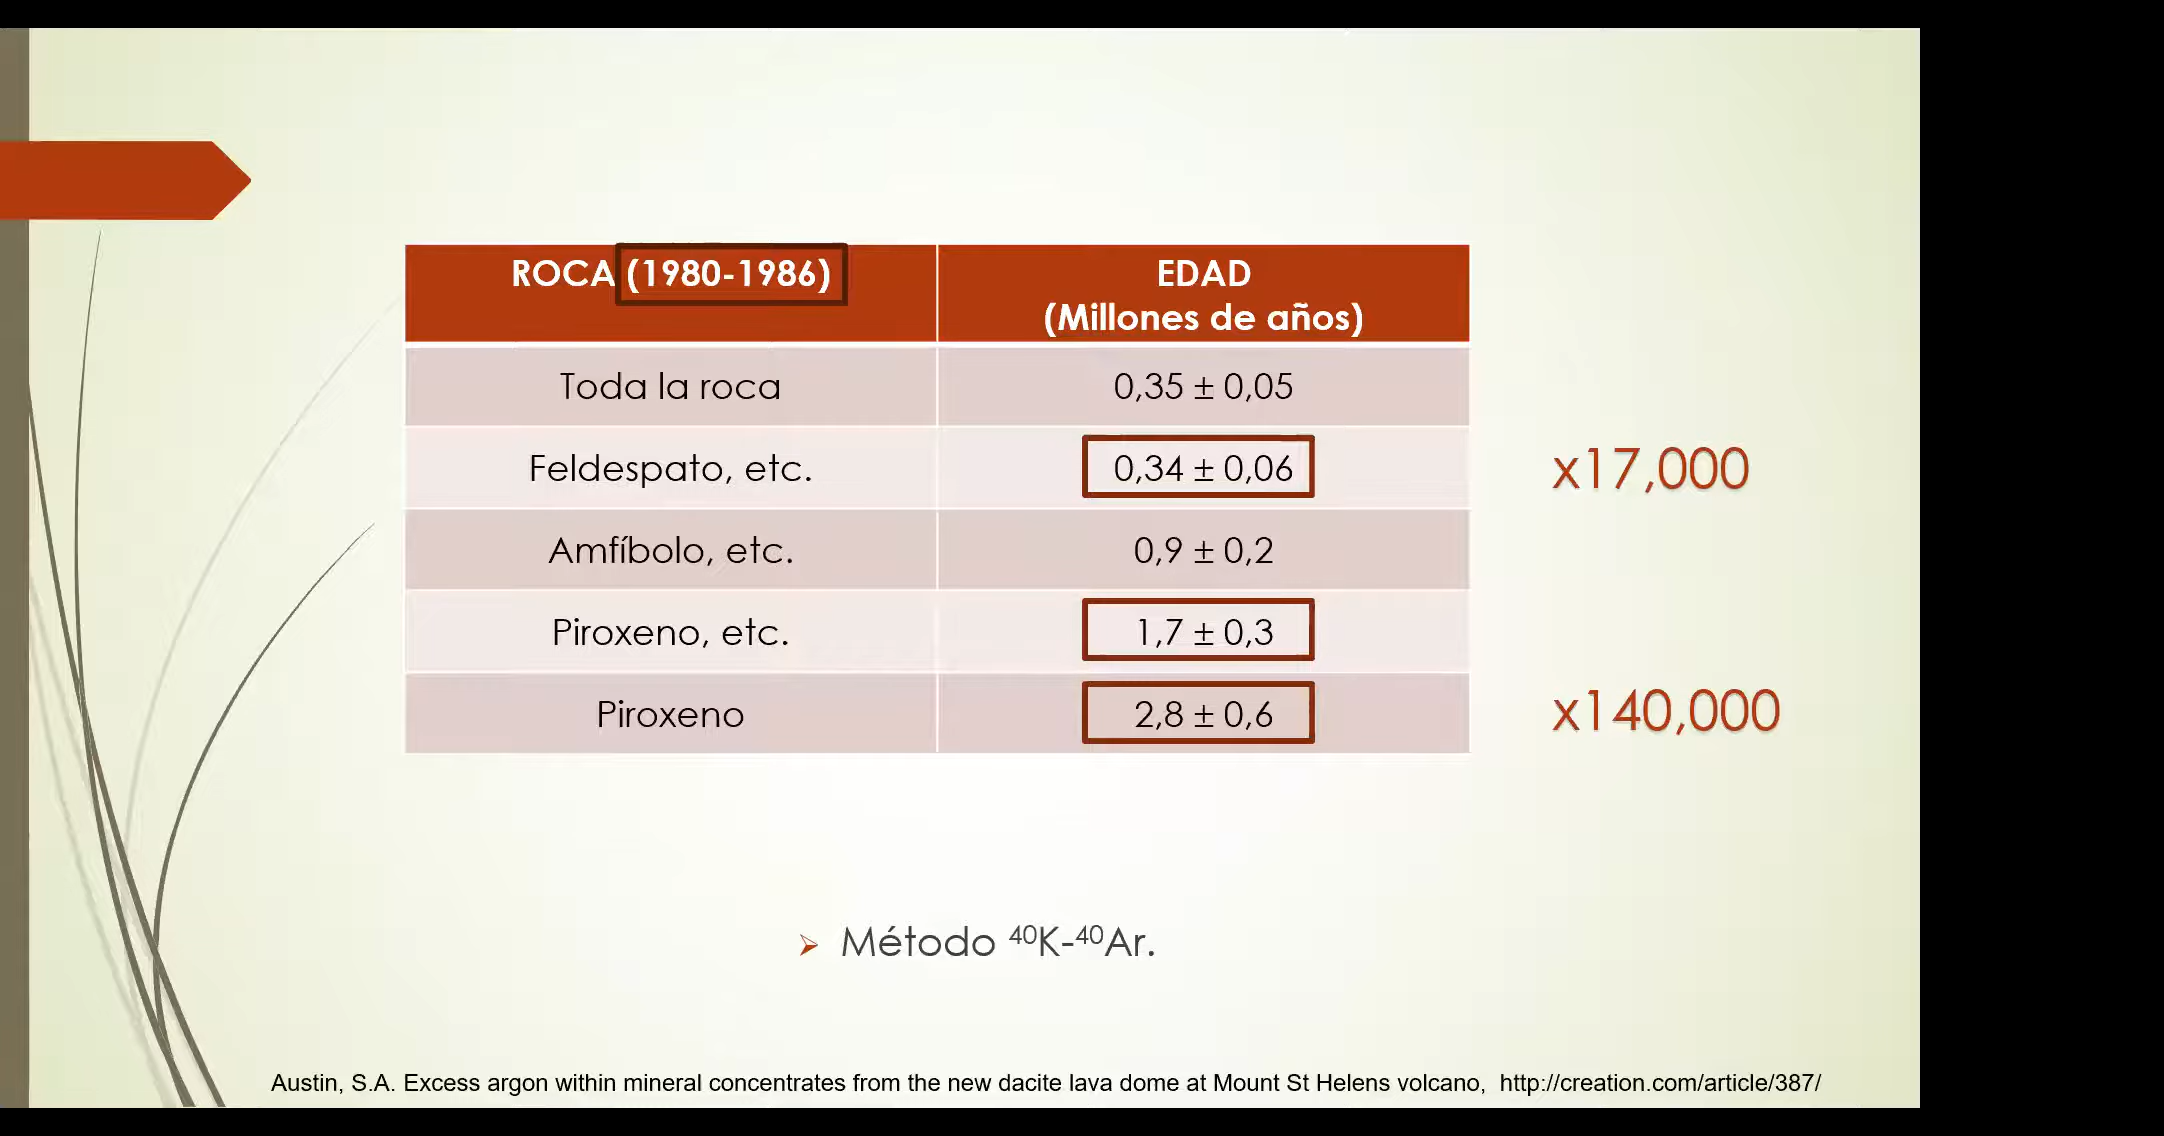 ROCA (1980-1986)
EDAD
(Millones de años)
Toda la roca
0,35 ± 0,05
Feldespato, etc.
0,34 ± 0,06
x17,000
Amfíbolo, etc.
0,9 ± 0,2
Piroxeno, etc.
1,7 ± 0,3
Piroxeno
2,8 ± 0,6
x140,000
➢ Método ⁴⁰K-⁴⁰Ar.
Austin, S.A. Excess argon within mineral concentrates from the new dacite lava dome at Mount St Helens volcano, http://creation.com/article/387/